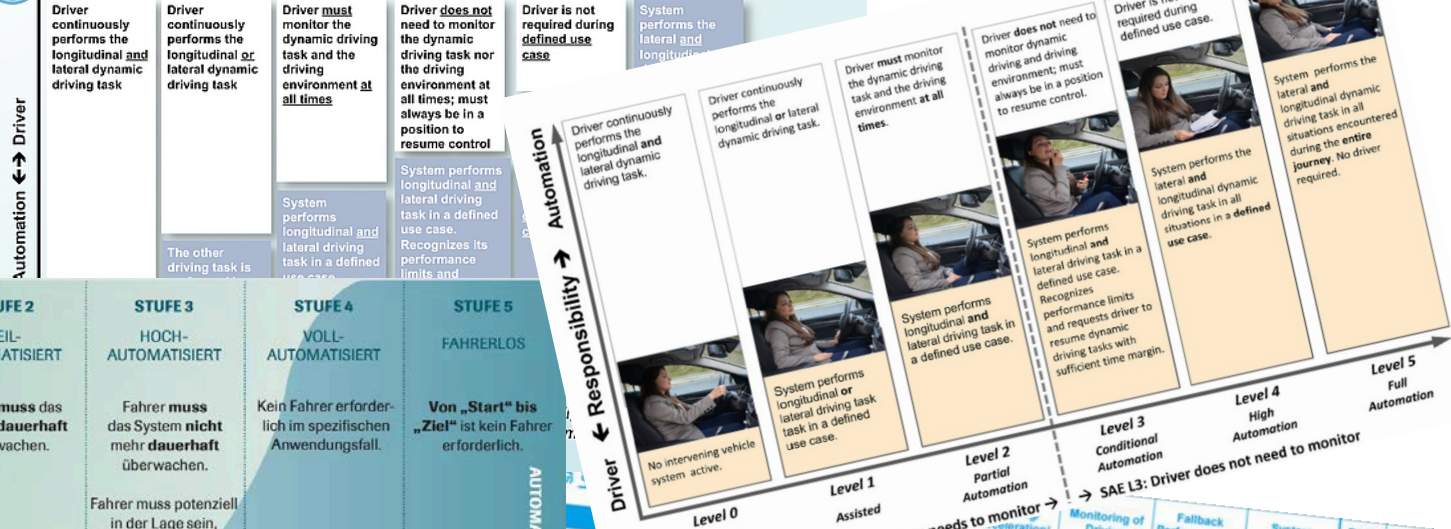 Driver
continuously
performs the
longitudinal and
lateral dynamic
driving task
Driver
continuously
performs the
longitudinal or
lateral dynamic
driving task
The other
driving task is
Driver must
monitor the
dynamic driving
task and the
driving
environment at
all times
System
performs
longitudinal and
lateral driving
task in a defined
use case
Driver does not
need to monitor
the dynamic
driving task nor
the driving
environment at
all times; must
always be in a
position to
resume control
System performs
longitudinal and
lateral driving
task in a defined
use case.
Recognizes its
performance
limits and
Driver is not
required during
defined use
case
System
performs the
lateral and
Driver
STUFE 3
HOCH-
AUTOMATISIERT
Fahrer muss
das System nicht
mehr dauerhaft
überwachen.
Fahrer muss potenziell
in der Lage sein,
STUFE 4
VOLL-
AUTOMATISIERT
Kein Fahrer erforder-
lich im spezifischen
Anwendungsfall.
STUFE 5
FAHRERLOS
Von „Start“ bis
„Ziel“ ist kein Fahrer
erforderlich.
muss das
Driver ← Responsibility → Automation
Driver continuously
performs the
longitudinal and
lateral dynamic
driving task.
No intervening vehicle
system active.
Level 0
Driver continuously
performs the
longitudinal or lateral
dynamic driving task.
System performs
longitudinal or
lateral driving task
in a defined
use case.
Level 1
Assisted
Driver must monitor
the dynamic driving
task and the driving
environment at all
times.
System performs
longitudinal and
lateral driving task in
a defined use case.
Level 2
Partial
Automation
Driver does not need to
monitor dynamic
driving and driving
environment; must
always be in a position
to resume control.
System performs
longitudinal and
lateral driving task in a
defined use case.
Recognizes
performance limits
and requests driver to
resume dynamic
driving tasks with
sufficient time margin.
Level 3
Conditional
Automation
Driver is not
required during
defined use case.
System performs the
lateral and
longitudinal dynamic
driving task in all
situations in a defined
use case.
Level 4
High
Automation
System performs the
lateral and
longitudinal dynamic
driving task in all
situations encountered
during the entire
journey. No driver
required.
Level 5
Full
Automation
needs to monitor →
→ SAE L3: Driver does not need to monitor
Monitoring of
Fallback